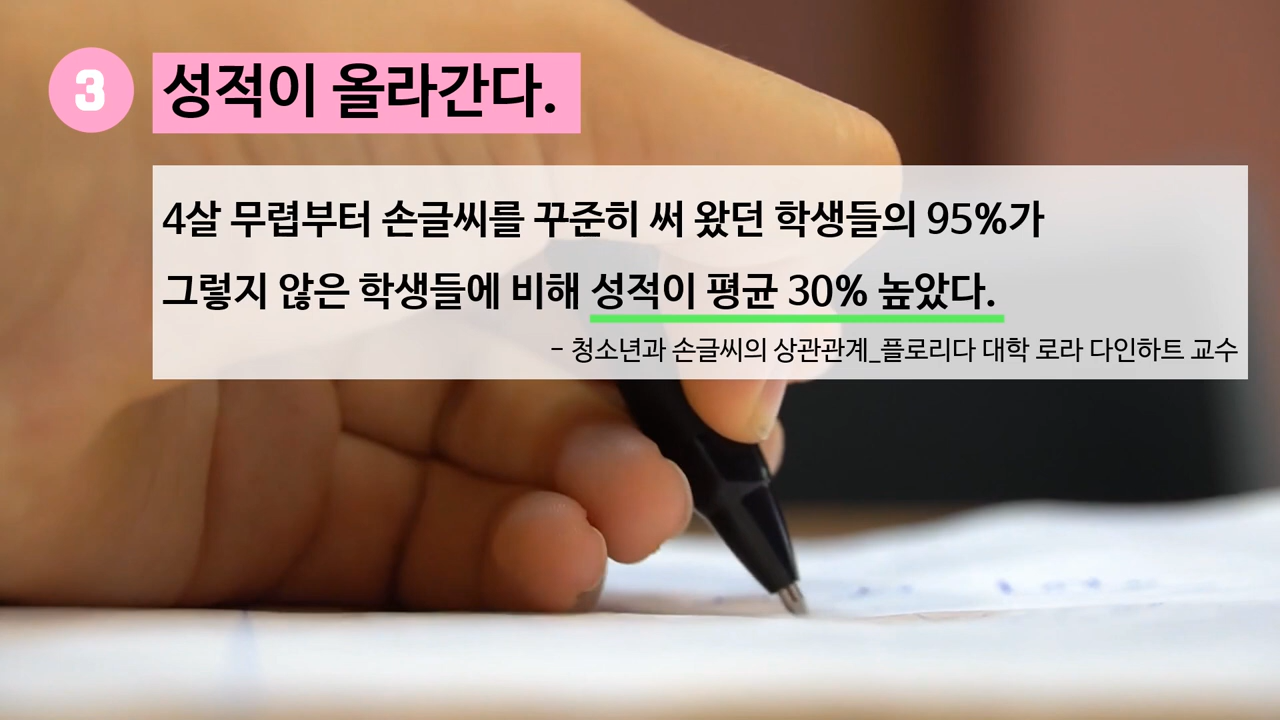 3 성적이 올라간다.
4살 무렵부터 손글씨를 꾸준히 써 왔던 학생들의 95%가
그렇지 않은 학생들에 비해 성적이 평균 30% 높았다.
- 청소년과 손글씨의 상관관계_플로리다 대학 로라 다인하트 교수